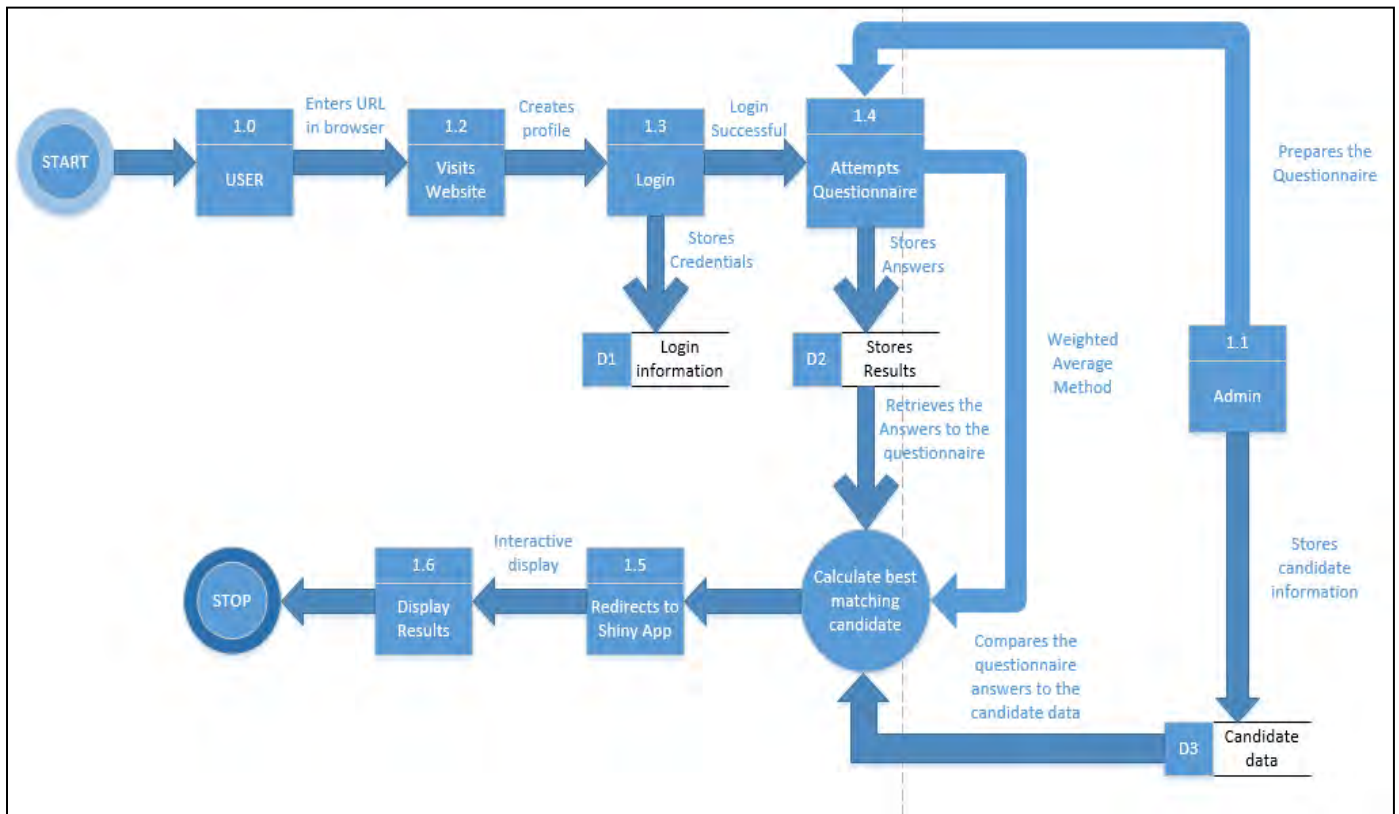 START
1.0
USER
Enters URL
in browser
1.2
Visits
Website
Creates
profile
1.3
Login
Login
Successful
1.4
Attempts
Questionnaire
Prepares the
Questionnaire
Stores
Credentials
Stores
Answers
D1
Login
information
D2
Stores
Results
Weighted
Average
Method
1.1
Admin
Retrieves the
Answers to the
questionnaire
STOP
1.6
Display
Results
Interactive
display
1.5
Redirects to
Shiny App
Calculate best
matching
candidate
Stores
candidate
information
Compares the
questionnaire
answers to the
candidate data
D3
Candidate
data